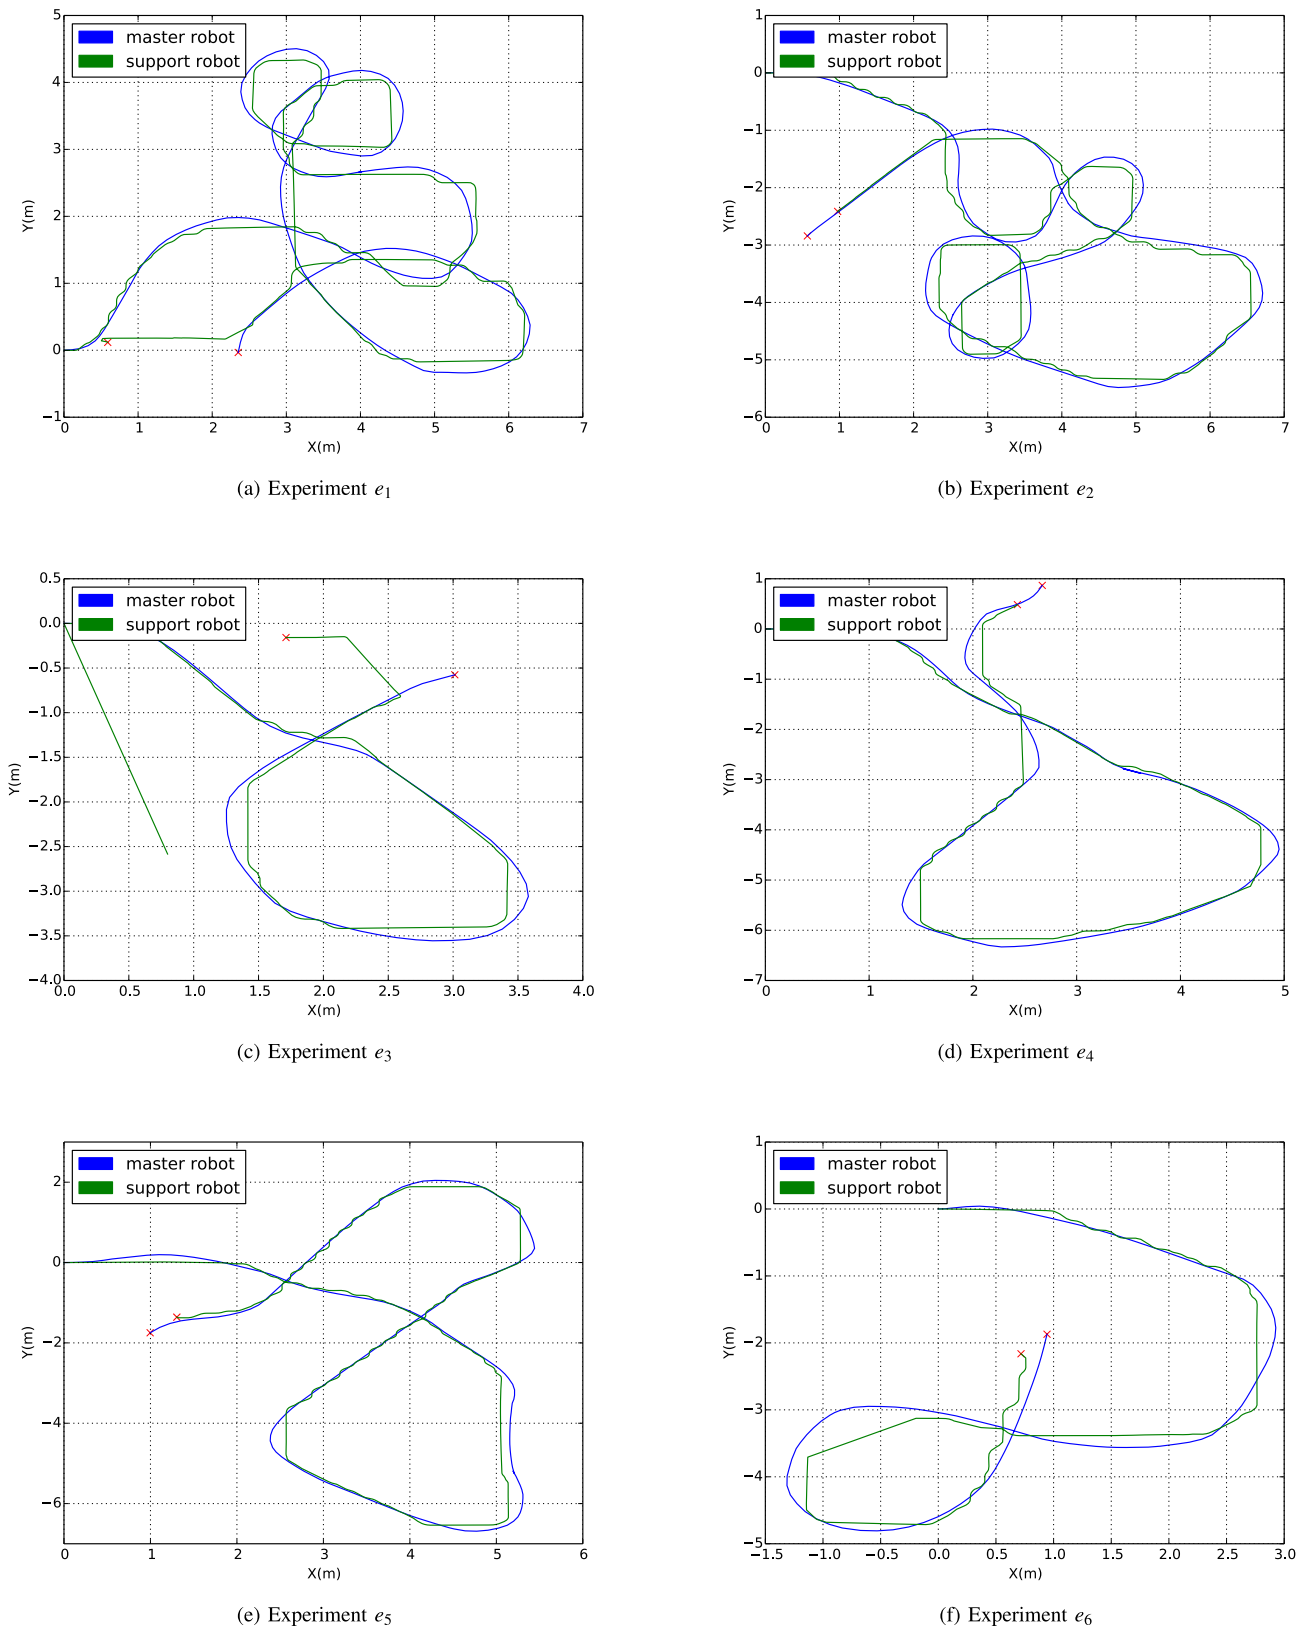 5
4
3
2
1
0
−1
Y(m)
master robot
support robot
0 1 2 3 4 5 6 7
X(m)
(a) Experiment e1
1
0
−1
−2
−3
−4
−5
−6
Y(m)
master robot
support robot
0 1 2 3 4 5 6 7
X(m)
(b) Experiment e2
0.5
0.0
−0.5
−1.0
−1.5
−2.0
−2.5
−3.0
−3.5
−4.0
Y(m)
master robot
support robot
0.0 0.5 1.0 1.5 2.0 2.5 3.0 3.5 4.0
X(m)
(c) Experiment e3
1
0
−1
−2
−3
−4
−5
−6
−7
Y(m)
master robot
support robot
0 1 2 3 4 5
X(m)
(d) Experiment e4
2
0
−2
−4
−6
Y(m)
master robot
support robot
0 1 2 3 4 5 6
X(m)
(e) Experiment e5
1
0
−1
−2
−3
−4
−5
Y(m)
master robot
support robot
−1.5 −1.0 −0.5 0.0 0.5 1.0 1.5 2.0 2.5 3.0
X(m)
(f) Experiment e6